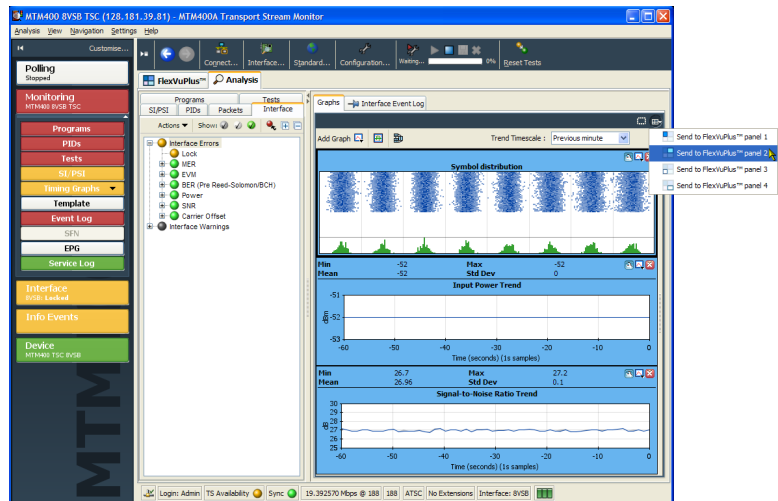 MTM400 8VSB TSC (128.181.39.81) - MTM400A Transport Stream Monitor
Analysis View Navigation Settings Help
Customise...
Connect... Interface... Standard... Configuration... Waiting... 0% Reset Tests
Polling
Stopped
FlexVuPlus™ Analysis
Monitoring
MTM400 8VSB TSC
Programs
PIDs
Tests
SI/PSI
Timing Graphs
Template
Event Log
SFN
EPG
Service Log
Interface
8VSB: Locked
Info Events
Device
MTM400 TSC 8VSB
MTM
Programs Tests
SI/PSI PIDs Packets Interface
Actions Show:
Interface Errors
Lock
MER
EVM
BER (Pre Reed-Solomon/BCH)
Power
SNR
Carrier Offset
Interface Warnings
Graphs Interface Event Log
Add Graph Trend Timescale : Previous minute
Symbol distribution
Min -52 Max -52
Mean -52 Std Dev 0
Input Power Trend
-51
-52
-53
dBm
-60 -50 -40 -30 -20 -10 0
Time (seconds) (1s samples)
Min 26.7 Max 27.2
Mean 26.96 Std Dev 0.1
Signal-to-Noise Ratio Trend
30
29
28
27
26
25
dB
-60 -50 -40 -30 -20 -10 0
Time (seconds) (1s samples)
Send to FlexVuPlus™ panel 1
Send to FlexVuPlus™ panel 2
Send to FlexVuPlus™ panel 3
Send to FlexVuPlus™ panel 4
Login: Admin TS Availability Sync 19.392570 Mbps @ 188 188 ATSC No Extensions Interface: 8VSB